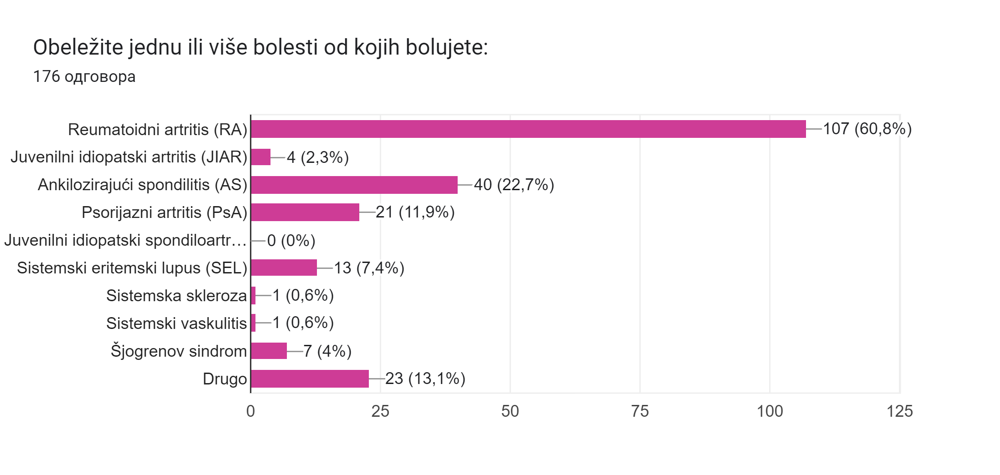 Obeležite jednu ili više bolesti od kojih bolujete:
176 одговора
Reumatoidni artritis (RA) 107 (60,8%)
Juvenilni idiopatski artritis (JIAR) 4 (2,3%)
Ankilozirajući spondilitis (AS) 40 (22,7%)
Psorijazni artritis (PsA) 21 (11,9%)
Juvenilni idiopatski spondiloartr… 0 (0%)
Sistemski eritemski lupus (SEL) 13 (7,4%)
Sistemska skleroza 1 (0,6%)
Sistemski vaskulitis 1 (0,6%)
Šjogrenov sindrom 7 (4%)
Drugo 23 (13,1%)
0 25 50 75 100 125